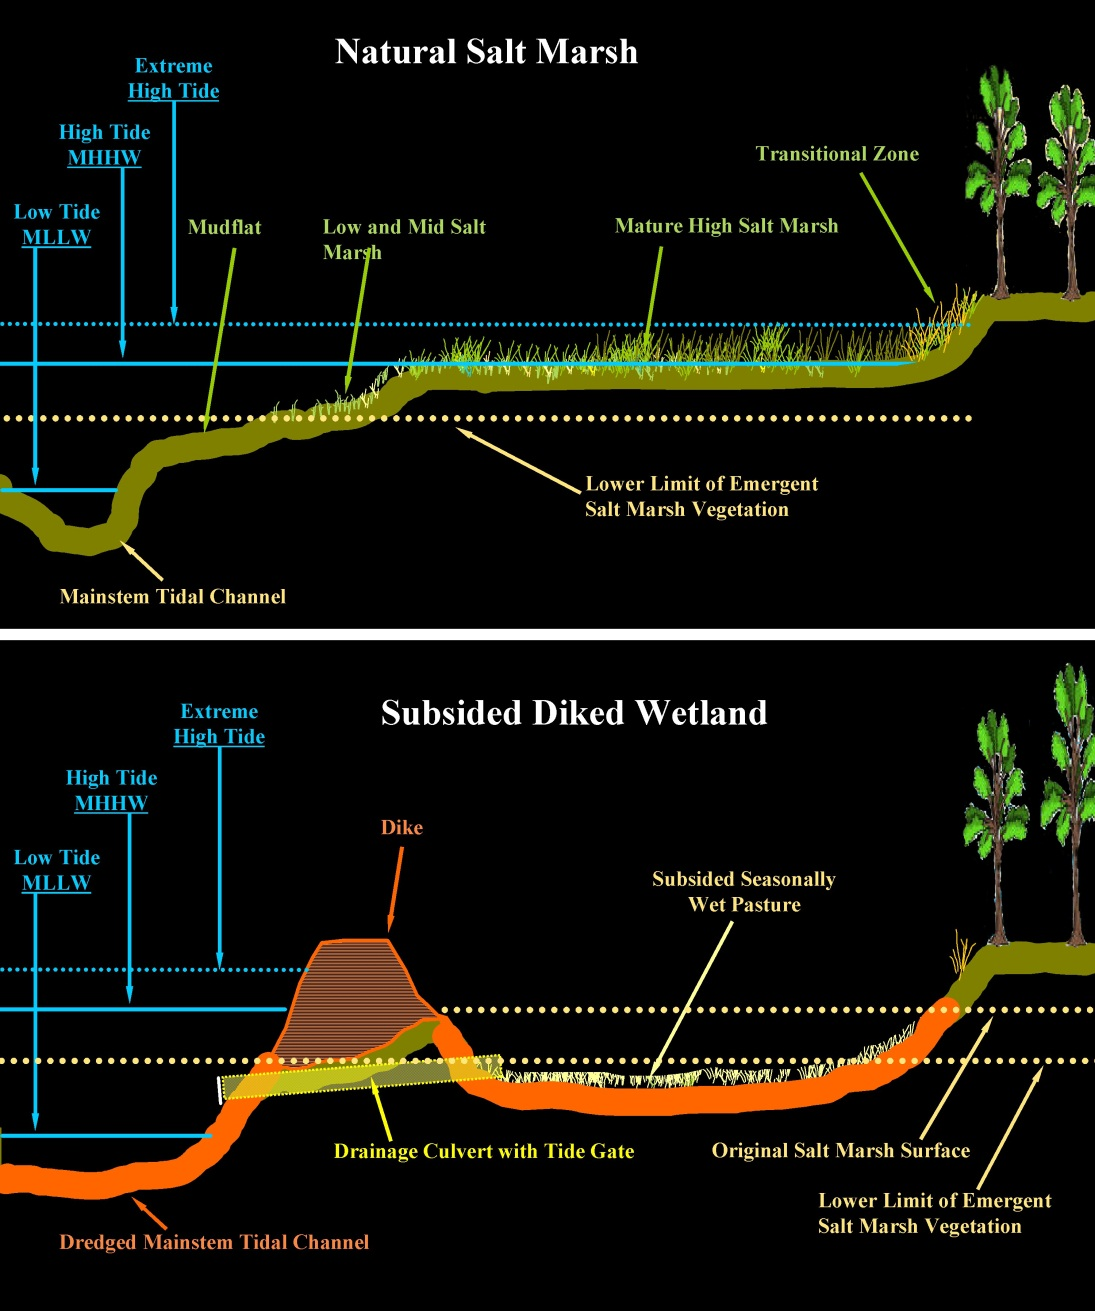 Natural Salt Marsh
Extreme
High Tide
High Tide
MHHW
Low Tide
MLLW
Mudflat
Low and Mid Salt
Marsh
Mature High Salt Marsh
Transitional Zone
Lower Limit of Emergent
Salt Marsh Vegetation
Mainstem Tidal Channel
Subsided Diked Wetland
Extreme
High Tide
High Tide
MHHW
Low Tide
MLLW
Dike
Subsided Seasonally
Wet Pasture
Drainage Culvert with Tide Gate
Original Salt Marsh Surface
Lower Limit of Emergent
Salt Marsh Vegetation
Dredged Mainstem Tidal Channel